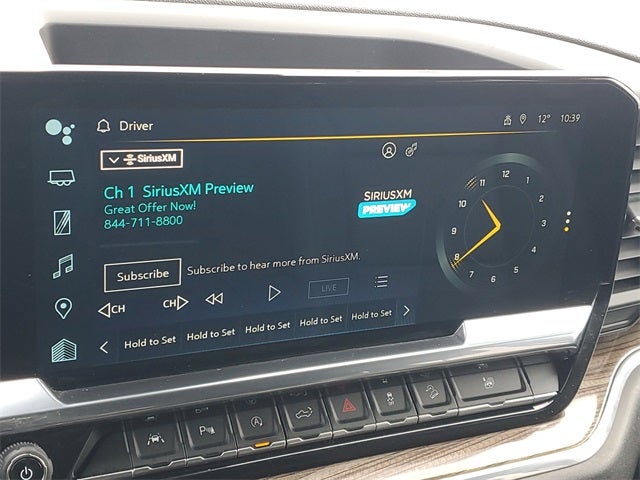 Driver
12° 10:39
SiriusXM
Ch 1 SiriusXM Preview
Great Offer Now!
844-711-8800
SIRIUSXM
PREVIEW
12
1
2
3
4
5
6
7
8
9
10
11
Subscribe
Subscribe to hear more from SiriusXM.
CH
CH
LIVE
Hold to Set Hold to Set Hold to Set Hold to Set Hold to Set